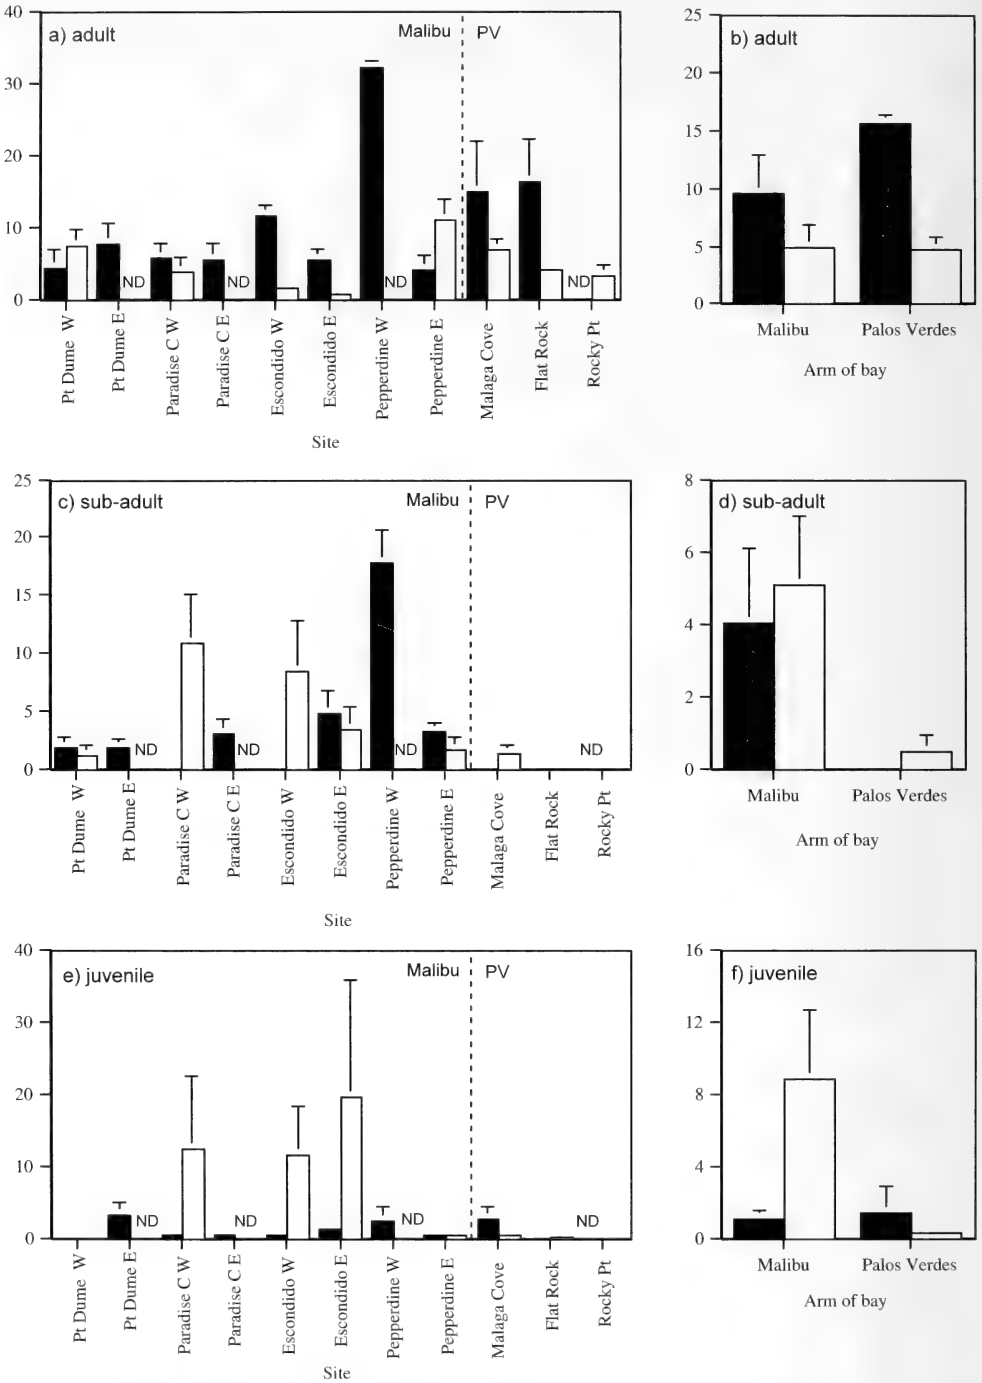 a) adult
Malibu
PV
40
30
20
10
0
ND
ND
ND
ND
Pt Dume W
Pt Dume E
Paradise C W
Paradise C E
Escondido W
Escondido E
Pepperdine W
Pepperdine E
Malaga Cove
Flat Rock
Rocky Pt
Site
b) adult
25
20
15
10
5
0
Malibu
Palos Verdes
Arm of bay
c) sub-adult
Malibu
PV
25
20
15
10
5
0
ND
ND
ND
ND
Pt Dume W
Pt Dume E
Paradise C W
Paradise C E
Escondido W
Escondido E
Pepperdine W
Pepperdine E
Malaga Cove
Flat Rock
Rocky Pt
Site
d) sub-adult
8
6
4
2
0
Malibu
Palos Verdes
Arm of bay
e) juvenile
Malibu
PV
40
30
20
10
0
ND
ND
ND
ND
Pt Dume W
Pt Dume E
Paradise C W
Paradise C E
Escondido W
Escondido E
Pepperdine W
Pepperdine E
Malaga Cove
Flat Rock
Rocky Pt
Site
f) juvenile
16
12
8
4
0
Malibu
Palos Verdes
Arm of bay